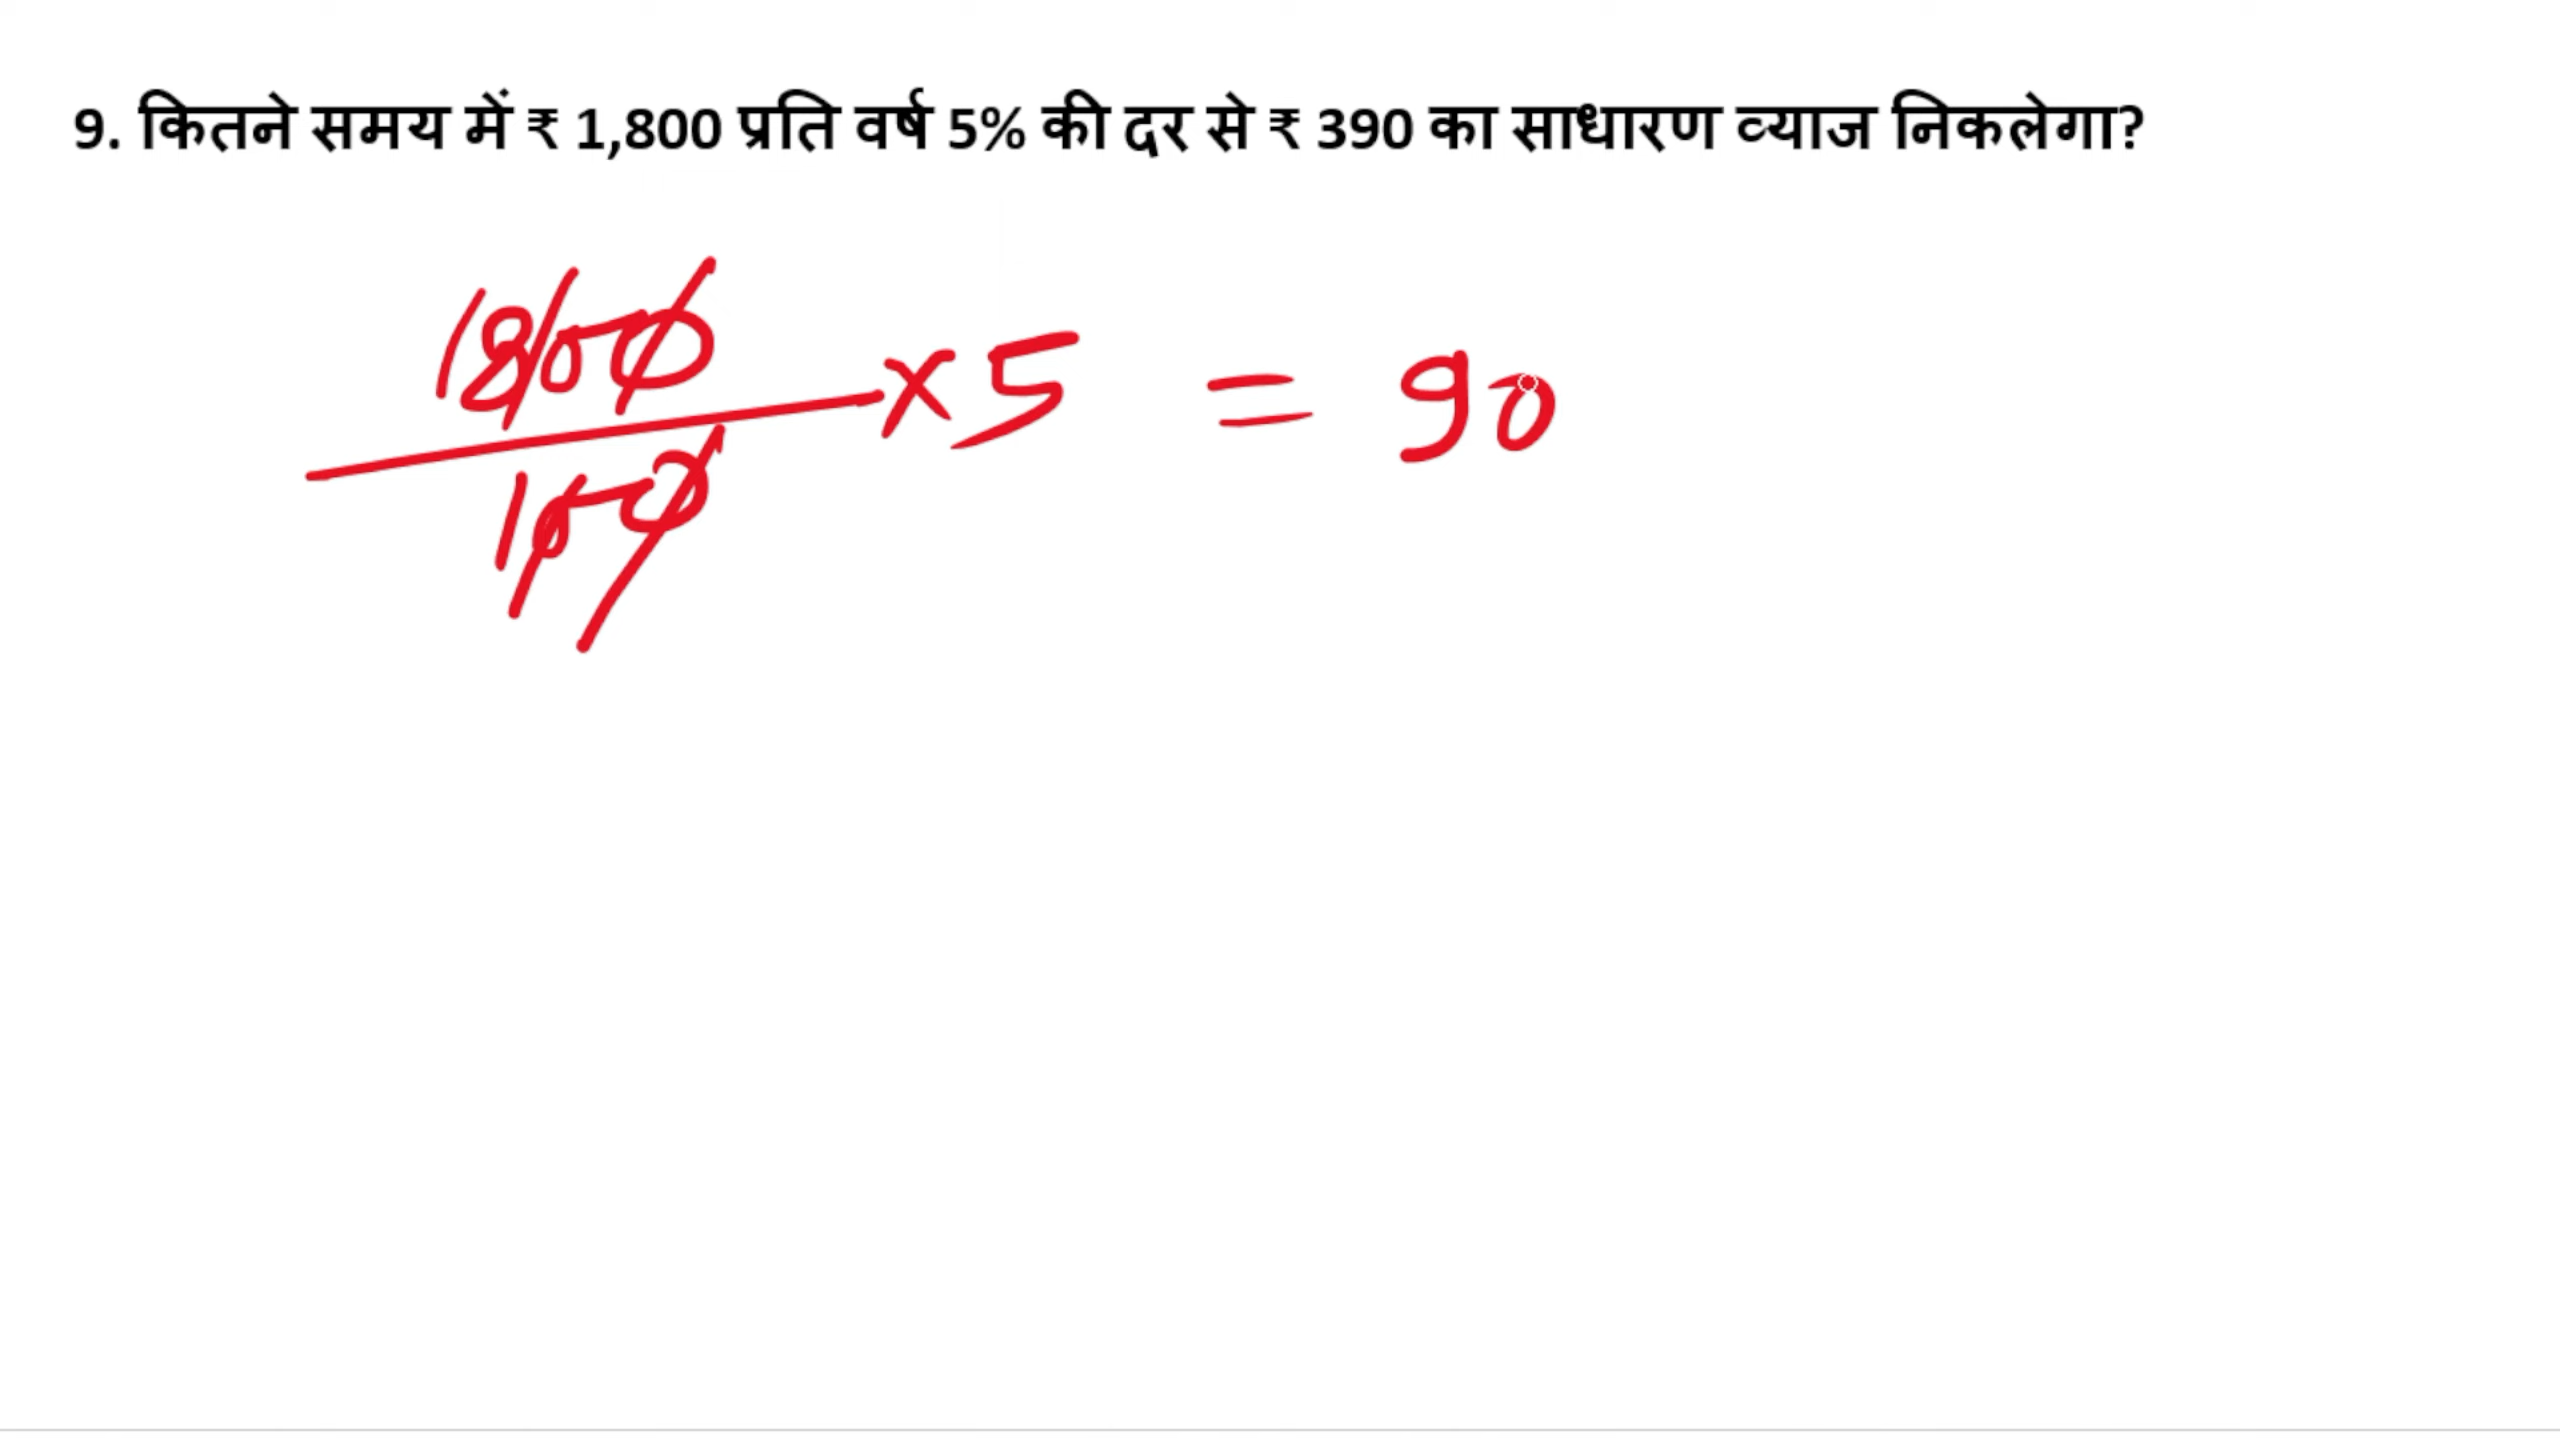 9. कितने समय में ₹ 1,800 प्रति वर्ष 5% की दर से ₹ 390 का साधारण ब्याज निकलेगा?
1800
× 5 = 90
100